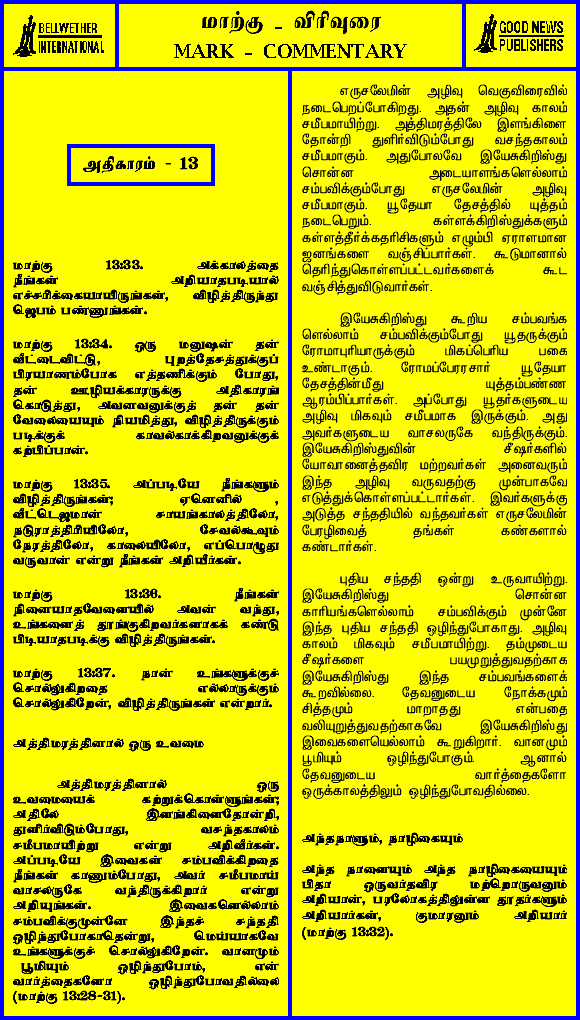 BELLWETHER
INTERNATIONAL
மாற்கு - விரிவுரை
MARK - COMMENTARY
GOOD NEWS
PUBLISHERS
அதிகாரம் - 13
மாற்கு 13:33. அக்காலத்தை
நீங்கள் அறியாதபடியால்
எச்சரிக்கையாயிருங்கள், விழித்திருந்து
ஜெபம் பண்ணுங்கள்.
மாற்கு 13:34. ஒரு மனுஷன் தன்
வீட்டைவிட்டு, புறத்தேசத்துக்குப்
பிரயாணம்போக எத்தனிக்கும் போது,
தன் ஊழியக்காரருக்கு அதிகாரங்
கொடுத்து, அவனவனுக்குத் தன் தன்
வேலையையும் நியமித்து, விழித்திருக்கும்
படிக்குக் காவல்காக்கிறவனுக்குக்
கற்பிப்பான்.
மாற்கு 13:35. அப்படியே நீங்களும்
விழித்திருங்கள்; ஏனெனில் ,
வீட்டெஜமான் சாயங்காலத்திலோ,
நடுராத்திரியிலோ, சேவல்கூவும்
நேரத்திலோ, காலையிலோ, எப்பொழுது
வருவான் என்று நீங்கள் அறியீர்கள்.
மாற்கு 13:36. நீங்கள்
நினையாதவேளையில் அவன் வந்து,
உங்களைத் தூங்குகிறவர்களாகக் கண்டு
பிடியாதபடிக்கு விழித்திருங்கள்.
மாற்கு 13:37. நான் உங்களுக்குச்
சொல்லுகிறதை எல்லாருக்கும்
சொல்லுகிறேன், விழித்திருங்கள் என்றார்.
அத்திமரத்தினால் ஒரு உவமை
அத்திமரத்தினால் ஒரு
உவமையைக் கற்றுக்கொள்ளுங்கள்;
அதிலே இளங்கிளைதோன்றி,
துளிர்விடும்போது, வசந்தகாலம்
சமீபமாயிற்று என்று அறிவீர்கள்.
அப்படியே இவைகள் சம்பவிக்கிறதை
நீங்கள் காணும்போது, அவர் சமீபமாய்
வாசலருகே வந்திருக்கிறார் என்று
அறியுங்கள். இவைகளெல்லாம்
சம்பவிக்குமுன்னே இந்தச் சந்ததி
ஒழிந்துபோகாதென்று, மெய்யாகவே
உங்களுக்குச் சொல்லுகிறேன். வானமும்
பூமியும் ஒழிந்துபோம், என்
வார்த்தைகளோ ஒழிந்துபோவதில்லை
(மாற்கு 13:28-31).
எருசலேமின் அழிவு வெகுவிரைவில்
நடைபெறப்போகிறது. அதன் அழிவு காலம்
சமீபமாயிற்று. அத்திமரத்திலே இளங்கிளை
தோன்றி துளிர்விடும்போது வசந்தகாலம்
சமீபமாகும். அதுபோலவே இயேசுகிறிஸ்து
சொன்ன அடையாளங்களெல்லாம்
சம்பவிக்கும்போது எருசலேமின் அழிவு
சமீபமாகும். யூதேயா தேசத்தில் யுத்தம்
நடைபெறும். கள்ளக்கிறிஸ்துக்களும்
கள்ளத்தீர்க்கதரிசிகளும் எழும்பி ஏராளமான
ஜனங்களை வஞ்சிப்பார்கள். கூடுமானால்
தெரிந்துகொள்ளப்பட்டவர்களைக் கூட
வஞ்சித்துவிடுவார்கள்.
இயேசுகிறிஸ்து கூறிய சம்பவங்க
ளெல்லாம் சம்பவிக்கும்போது யூதருக்கும்
ரோமாபுரியாருக்கும் மிகப்பெரிய பகை
உண்டாகும். ரோமப்பேரரசார் யூதேயா
தேசத்தின்மீது யுத்தம்பண்ண
ஆரம்பிப்பார்கள். அப்போது யூதர்களுடைய
அழிவு மிகவும் சமீபமாக இருக்கும். அது
அவர்களுடைய வாசலருகே வந்திருக்கும்.
இயேசுகிறிஸ்துவின் சீஷர்களில்
யோவானைத்தவிர மற்றவர்கள் அனைவரும்
இந்த அழிவு வருவதற்கு முன்பாகவே
எடுத்துக்கொள்ளப்பட்டார்கள். இவர்களுக்கு
அடுத்த சந்ததியில் வந்தவர்கள் எருசலேமின்
பேரழிவைத் தங்கள் கண்களால்
கண்டார்கள்.
புதிய சந்ததி ஒன்று உருவாயிற்று.
இயேசுகிறிஸ்து சொன்ன
காரியங்களெல்லாம் சம்பவிக்கும் முன்னே
இந்த புதிய சந்ததி ஒழிந்துபோகாது. அழிவு
காலம் மிகவும் சமீபமாயிற்று. தம்முடைய
சீஷர்களை பயமுறுத்துவதற்காக
இயேசுகிறிஸ்து இந்த சம்பவங்களைக்
கூறவில்லை. தேவனுடைய நோக்கமும்
சித்தமும் மாறாதது என்பதை
வலியுறுத்துவதற்காகவே இயேசுகிறிஸ்து
இவைகளையெல்லாம் கூறுகிறார். வானமும்
பூமியும் ஒழிந்துபோகும். ஆனால்
தேவனுடைய வார்த்தைகளோ
ஒருக்காலத்திலும் ஒழிந்துபோவதில்லை.
அந்தநாளும், நாழிகையும்
அந்த நாளையும் அந்த நாழிகையையும்
பிதா ஒருவர்தவிர மற்றொருவனும்
அறியான், பரலோகத்திலுள்ள தூதர்களும்
அறியார்கள், குமாரனும் அறியார்
(மாற்கு 13:32).